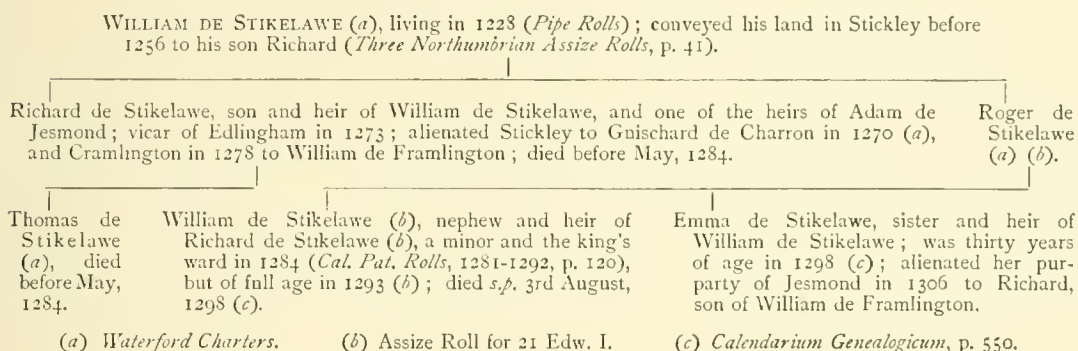 WILLIAM DE STIKELAWE (a), living in 1228 (Pipe Rolls) ; conveyed his land in Stickley before
1256 to his son Richard (Three Northumbrian Assize Rolls, p. 41).
Richard de Stikelawe, son and heir of William de Stikelawe, and one of the heirs of Adam de
Jesmond ; vicar of Edlingham in 1273 ; alienated Stickley to Gnischard de Charron in 1270 (a),
and Cramlington in 1278 to William de Framlington ; died before May, 1284.
Roger de
Stikelawe
(a) (b).
Thomas de
Stikelawe
(a), died
before May,
1284.
William de Stikelawe (b), nephew and heir of
Richard de Stikelawe (b), a minor and the king's
ward in 1284 (Cal. Pat. Rolls, 1281-1292, p. 120),
but of full age in 1293 (b) ; died s.p. 3rd August,
1298 (c).
Emma de Stikelawe, sister and heir of
William de Stikelawe ; was thirty years
of age in 1298 (c) ; alienated her pur-
party of Jesmond in 1306 to Richard,
son of William de Framlington.
(a) Waterford Charters. (b) Assize Roll for 21 Edw. I. (c) Calendarium Genealogicum, p. 550.